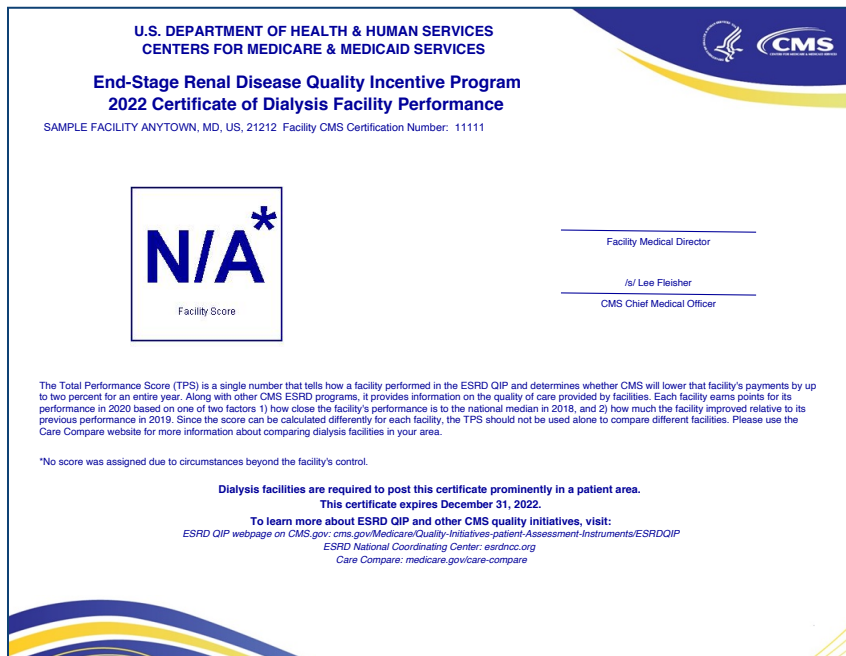 U.S. DEPARTMENT OF HEALTH & HUMAN SERVICES
CENTERS FOR MEDICARE & MEDICAID SERVICES
CMS
End-Stage Renal Disease Quality Incentive Program
2022 Certificate of Dialysis Facility Performance
SAMPLE FACILITY ANYTOWN, MD, US, 21212 Facility CMS Certification Number: 11111
N/A*
Facility Score
Facility Medical Director
/s/ Lee Fleisher
CMS Chief Medical Officer
The Total Performance Score (TPS) is a single number that tells how a facility performed in the ESRD QIP and determines whether CMS will lower that facility's payments by up
to two percent for an entire year. Along with other CMS ESRD programs, it provides information on the quality of care provided by facilities. Each facility earns points for its
performance in 2020 based on one of two factors 1) how close the facility's performance is to the national median in 2018, and 2) how much the facility improved relative to its
previous performance in 2019. Since the score can be calculated differently for each facility, the TPS should not be used alone to compare different facilities. Please use the
Care Compare website for more information about comparing dialysis facilities in your area.
*No score was assigned due to circumstances beyond the facility's control.
Dialysis facilities are required to post this certificate prominently in a patient area.
This certificate expires December 31, 2022.
To learn more about ESRD QIP and other CMS quality initiatives, visit:
ESRD QIP webpage on CMS.gov: cms.gov/Medicare/Quality-Initiatives-patient-Assessment-Instruments/ESRDQIP
ESRD National Coordinating Center: esrdncc.org
Care Compare: medicare.gov/care-compare